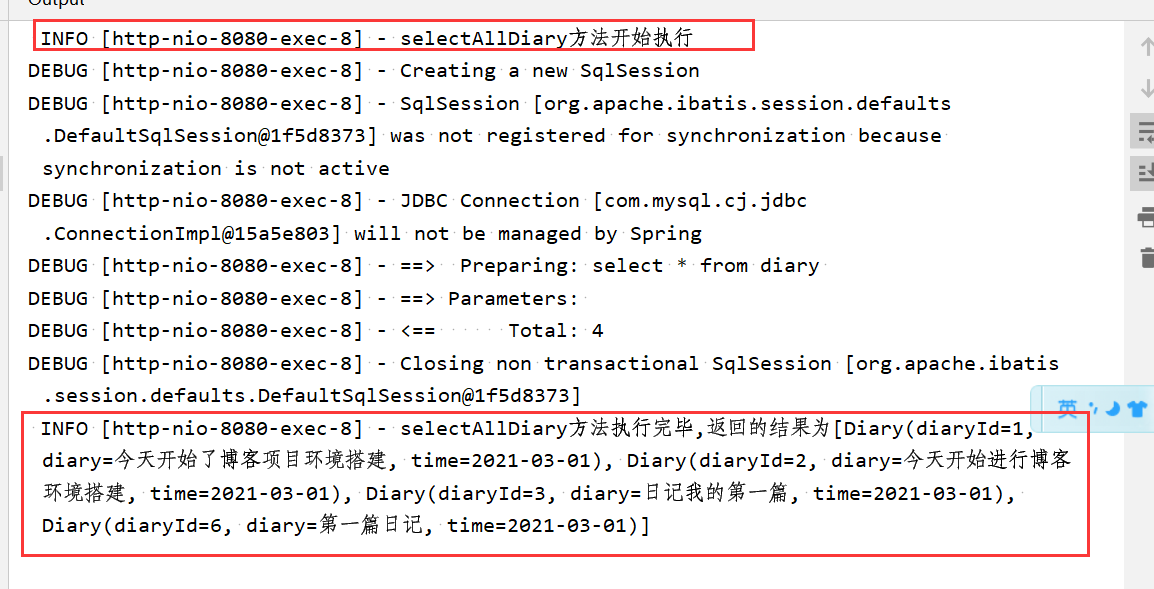 Output
INFO [http-nio-8080-exec-8] - selectAllDiary方法开始执行
DEBUG [http-nio-8080-exec-8] - Creating a new SqlSession
DEBUG [http-nio-8080-exec-8] - SqlSession [org.apache.ibatis.session.defaults
.DefaultSqlSession@1f5d8373] was not registered for synchronization because
synchronization is not active
DEBUG [http-nio-8080-exec-8] - JDBC Connection [com.mysql.cj.jdbc
.ConnectionImpl@15a5e803] will not be managed by Spring
DEBUG [http-nio-8080-exec-8] - ==>  Preparing: select * from diary
DEBUG [http-nio-8080-exec-8] - ==> Parameters:
DEBUG [http-nio-8080-exec-8] - <==      Total: 4
DEBUG [http-nio-8080-exec-8] - Closing non transactional SqlSession [org.apache.ibatis
.session.defaults.DefaultSqlSession@1f5d8373]
英
INFO [http-nio-8080-exec-8] - selectAllDiary方法执行完毕,返回的结果为[Diary(diaryId=1,
diary=今天开始了博客项目环境搭建, time=2021-03-01), Diary(diaryId=2, diary=今天开始进行博客
环境搭建, time=2021-03-01), Diary(diaryId=3, diary=日记我的第一篇, time=2021-03-01),
Diary(diaryId=6, diary=第一篇日记, time=2021-03-01)]